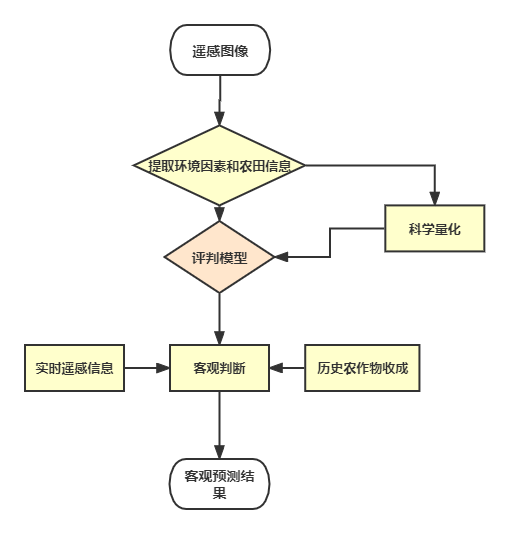 遥感图像
提取环境因素和农田信息
科学量化
评判模型
实时遥感信息
客观判断
历史农作物收成
客观预测结
果